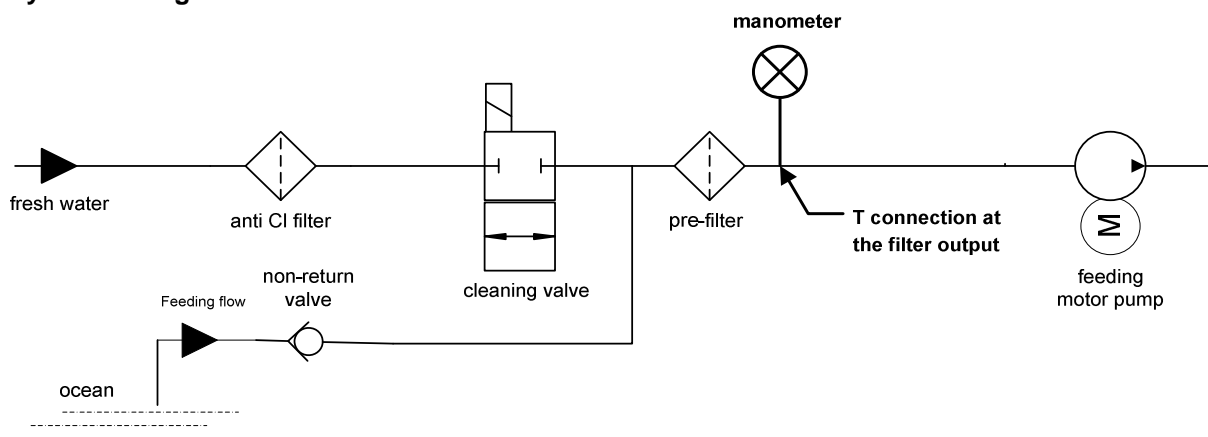 manometer
fresh water
anti Cl filter
pre-filter
T connection at
the filter output
M
cleaning valve
feeding
motor pump
non-return
valve
Feeding flow
ocean